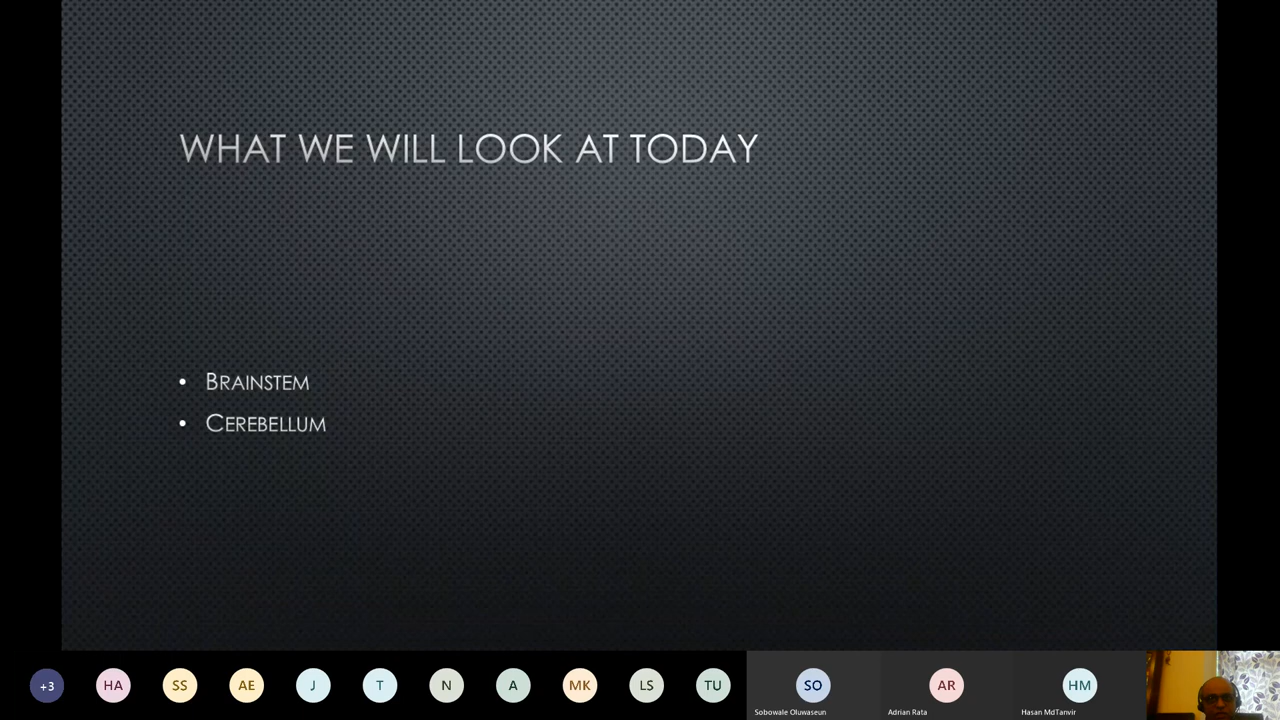 WHAT WE WILL LOOK AT TODAY
• BRAINSTEM
• CEREBELLUM
+3 HA SS AE J T N A MK LS TU SO AR HM
Sobowale Oluwaseun Adrian Rata Hasan MdTanvir